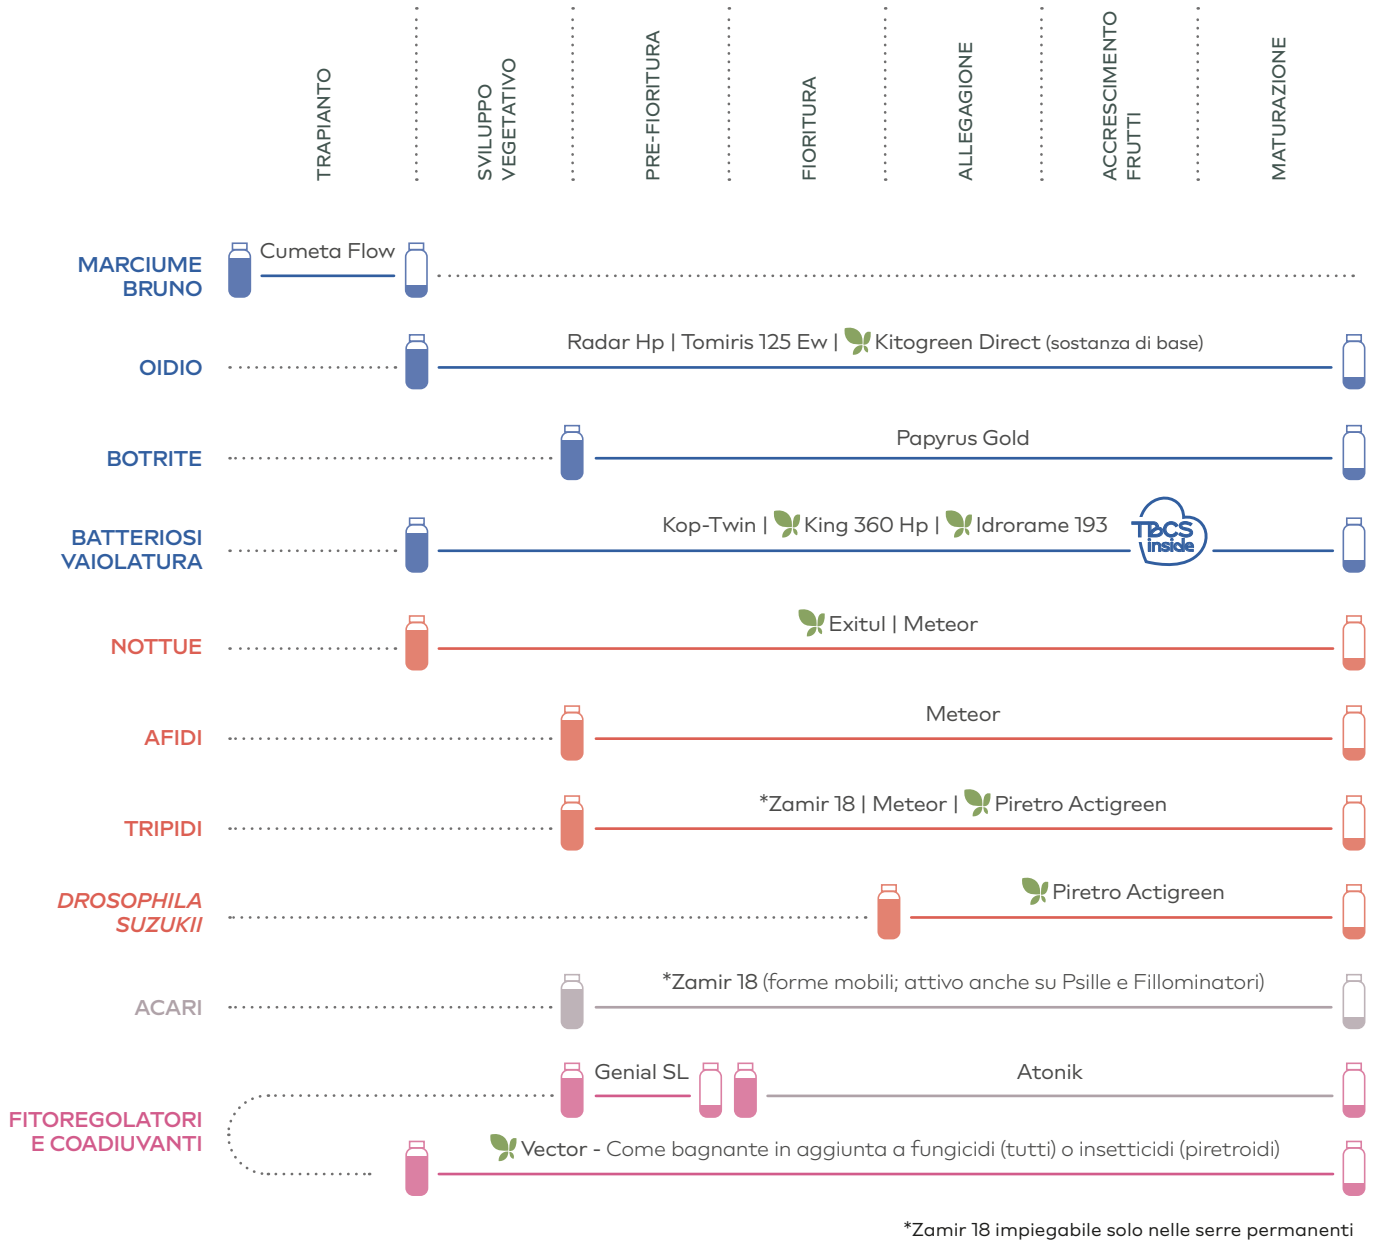 TRAPIANTO
SVILUPPO
VEGETATIVO
PRE-FIORITURA
FIORITURA
ALLEGAGIONE
ACCRESCIMENTO
FRUTTI
MATURAZIONE
MARCIUME
BRUNO
Cumeta Flow
OIDIO
Radar Hp | Tomiris 125 Ew | Kitogreen Direct (sostanza di base)
BOTRITE
Papyrus Gold
BATTERIOSI
VAIOLATURA
Kop-Twin | King 360 Hp | Idrorame 193
TBCS
inside
NOTTUE
Exitul | Meteor
AFIDI
Meteor
TRIPIDI
*Zamir 18 | Meteor | Piretro Actigreen
DROSOPHILA
SUZUKII
Piretro Actigreen
ACARI
*Zamir 18 (forme mobili; attivo anche su Psille e Fillominatori)
FITOREGOLATORI
E COADIUVANTI
Genial SL
Atonik
Vector - Come bagnante in aggiunta a fungicidi (tutti) o insetticidi (piretroidi)
*Zamir 18 impiegabile solo nelle serre permanenti